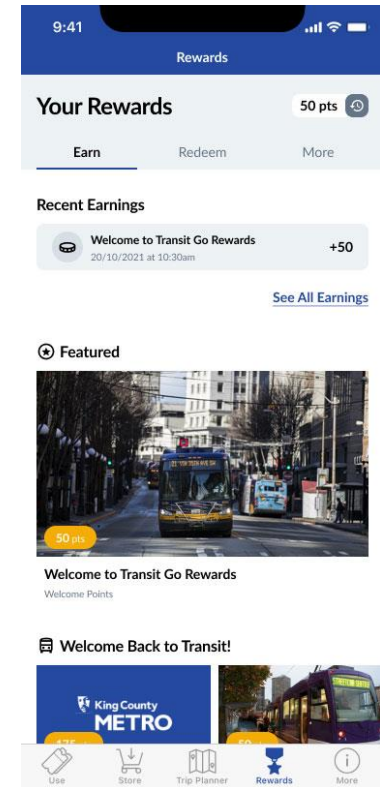 9:41
Rewards
Your Rewards
50 pts
Earn
Redeem
More
Recent Earnings
Welcome to Transit Go Rewards
20/10/2021 at 10:30am
+50
See All Earnings
Featured
50 pts
Welcome to Transit Go Rewards
Welcome Points
Welcome Back to Transit!
King County
METRO
Use
Store
Trip Planner
Rewards
More